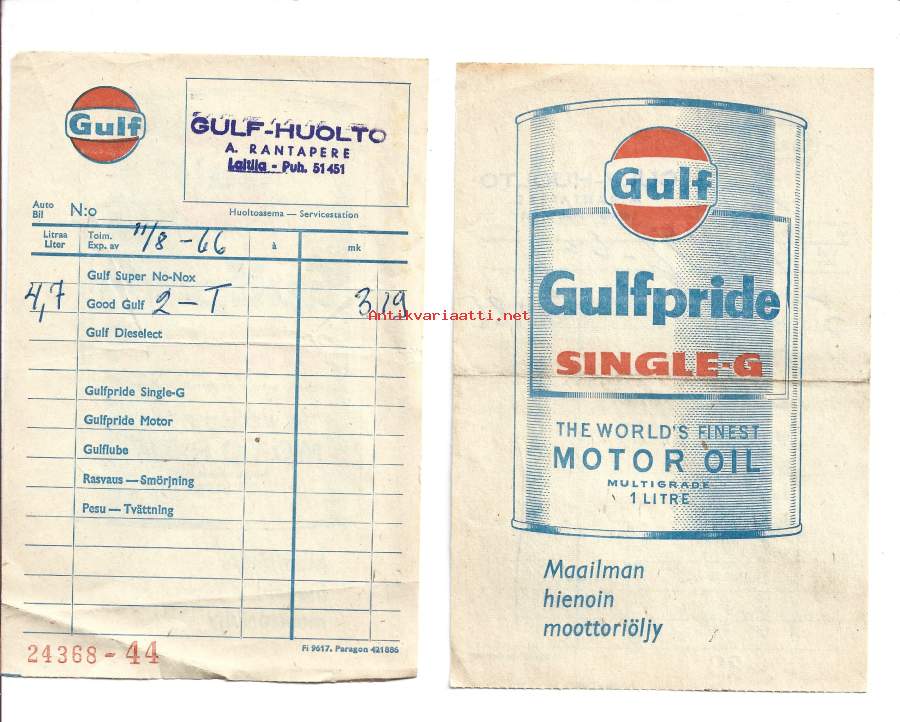 Gulf
GULF-HUOLTO
A. RANTAPERE
Laitila - Puh. 51451
Auto
Bil
N:o
Huoltoasema — Servicestation
Litraa
Liter
Toim.
Exp. av
11/8 -66
à
mk
Gulf Super No-Nox
4,7 Good Gulf 2-T 3,19
Gulf Dieselect
Gulfpride Single-G
Gulfpride Motor
Gulflube
Rasvaus — Smörjning
Pesu — Tvättning
24368 - 44
Fi 9617. Paragon 421886
Antikvariaatti.net
Gulf
Gulfpride
SINGLE-G
THE WORLD'S FINEST
MOTOR OIL
MULTIGRADE
1 LITRE
Maailman
hienoin
moottoriöljy